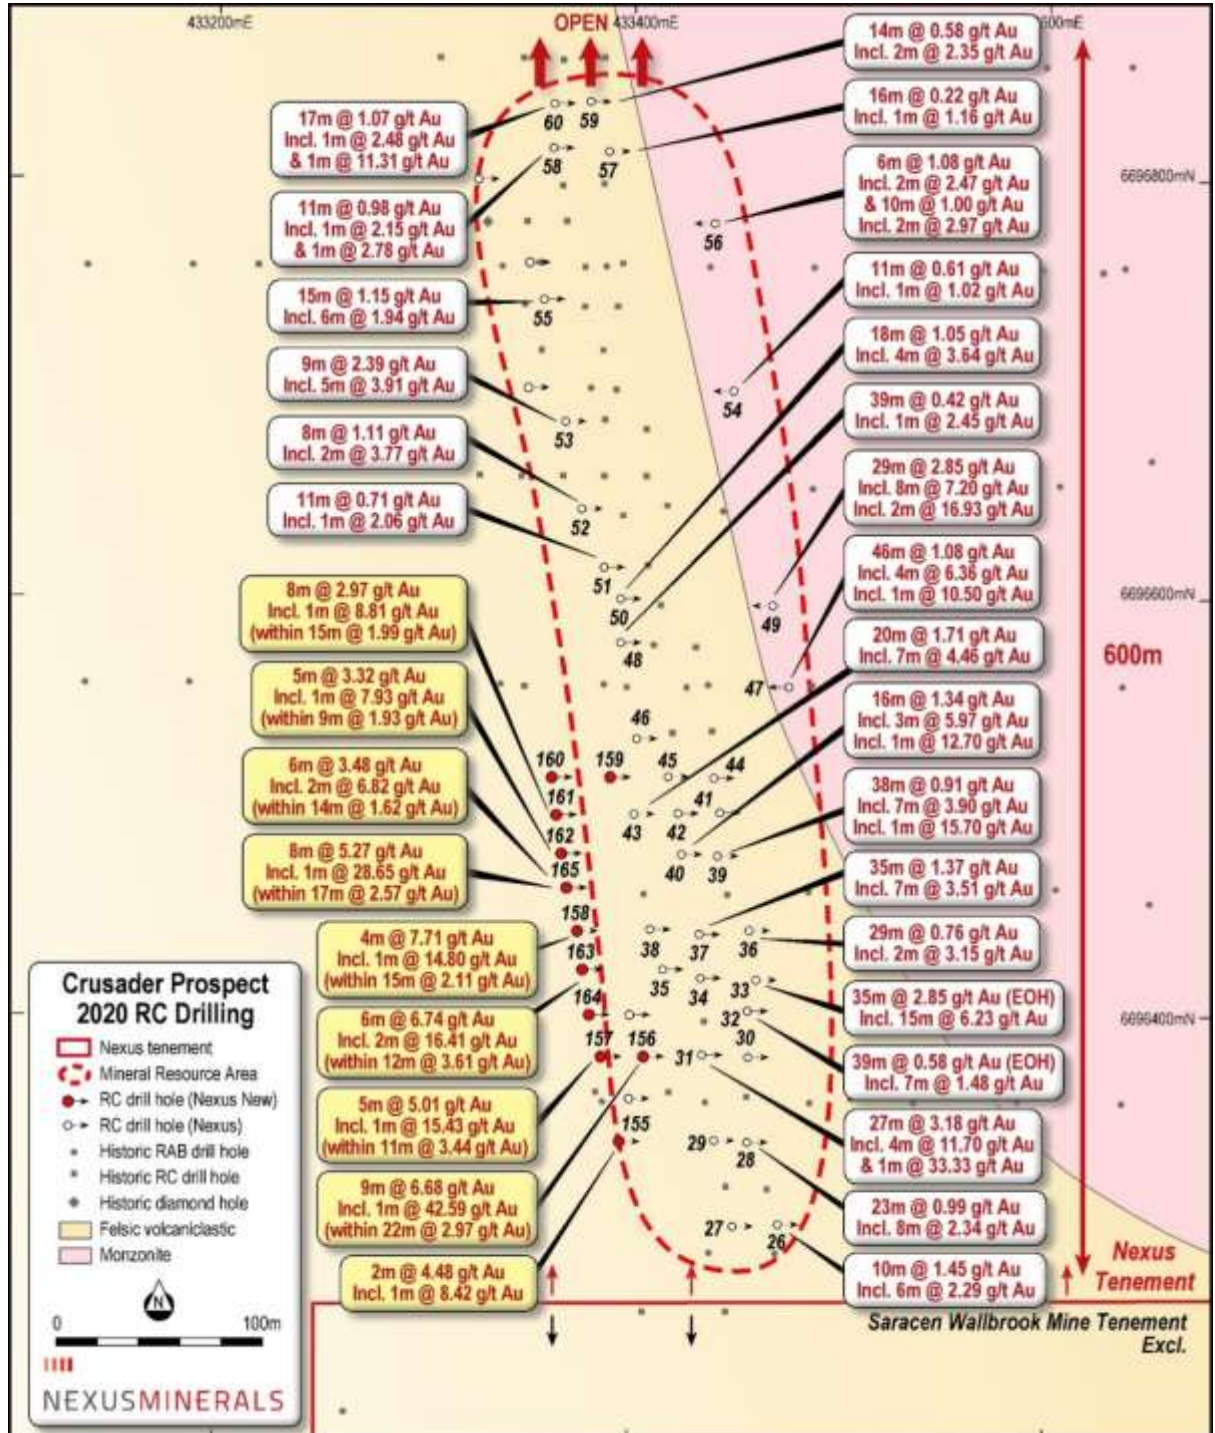 433200mE
OPEN
433400mE
600mE
14m @ 0.58 g/t Au
Incl. 2m @ 2.35 g/t Au
16m @ 0.22 g/t Au
Incl. 1m @ 1.16 g/t Au
6m @ 1.08 g/t Au
Incl. 2m @ 2.47 g/t Au
& 10m @ 1.00 g/t Au
Incl. 2m @ 2.97 g/t Au
11m @ 0.61 g/t Au
Incl. 1m @ 1.02 g/t Au
18m @ 1.05 g/t Au
Incl. 4m @ 3.64 g/t Au
39m @ 0.42 g/t Au
Incl. 1m @ 2.45 g/t Au
29m @ 2.85 g/t Au
Incl. 8m @ 7.20 g/t Au
Incl. 2m @ 16.93 g/t Au
46m @ 1.08 g/t Au
Incl. 4m @ 6.36 g/t Au
Incl. 1m @ 10.50 g/t Au
20m @ 1.71 g/t Au
Incl. 7m @ 4.46 g/t Au
16m @ 1.34 g/t Au
Incl. 3m @ 5.97 g/t Au
Incl. 1m @ 12.70 g/t Au
38m @ 0.91 g/t Au
Incl. 7m @ 3.90 g/t Au
Incl. 1m @ 15.70 g/t Au
35m @ 1.37 g/t Au
Incl. 7m @ 3.51 g/t Au
29m @ 0.76 g/t Au
Incl. 2m @ 3.15 g/t Au
35m @ 2.85 g/t Au (EOH)
Incl. 15m @ 6.23 g/t Au
39m @ 0.58 g/t Au (EOH)
Incl. 7m @ 1.48 g/t Au
27m @ 3.18 g/t Au
Incl. 4m @ 11.70 g/t Au
& 1m @ 33.33 g/t Au
23m @ 0.99 g/t Au
Incl. 8m @ 2.34 g/t Au
10m @ 1.45 g/t Au
Incl. 6m @ 2.29 g/t Au
17m @ 1.07 g/t Au
Incl. 1m @ 2.48 g/t Au
& 1m @ 11.31 g/t Au
11m @ 0.98 g/t Au
Incl. 1m @ 2.15 g/t Au
& 1m @ 2.78 g/t Au
15m @ 1.15 g/t Au
Incl. 6m @ 1.94 g/t Au
9m @ 2.39 g/t Au
Incl. 5m @ 3.91 g/t Au
8m @ 1.11 g/t Au
Incl. 2m @ 3.77 g/t Au
11m @ 0.71 g/t Au
Incl. 1m @ 2.06 g/t Au
8m @ 2.97 g/t Au
Incl. 1m @ 8.81 g/t Au
(within 15m @ 1.99 g/t Au)
5m @ 3.32 g/t Au
Incl. 1m @ 7.93 g/t Au
(within 9m @ 1.93 g/t Au)
6m @ 3.48 g/t Au
Incl. 2m @ 6.82 g/t Au
(within 14m @ 1.62 g/t Au)
8m @ 5.27 g/t Au
Incl. 1m @ 28.65 g/t Au
(within 17m @ 2.57 g/t Au)
4m @ 7.71 g/t Au
Incl. 1m @ 14.80 g/t Au
(within 15m @ 2.11 g/t Au)
6m @ 6.74 g/t Au
Incl. 2m @ 16.41 g/t Au
(within 12m @ 3.61 g/t Au)
5m @ 5.01 g/t Au
Incl. 1m @ 15.43 g/t Au
(within 11m @ 3.44 g/t Au)
9m @ 6.68 g/t Au
Incl. 1m @ 42.59 g/t Au
(within 22m @ 2.97 g/t Au)
2m @ 4.48 g/t Au
Incl. 1m @ 8.42 g/t Au
60
59
58
57
56
55
54
53
52
51
50
49
48
47
46
160
159
45
44
161
41
43
42
162
40
39
165
158
38
37
36
163
35
34
33
164
32
157
156
31
30
155
29
28
27
26
6696800mN
6696600mN
600m
6696400mN
Nexus
Tenement
Saracen Wallbrook Mine Tenement
Excl.
Crusader Prospect
2020 RC Drilling
Nexus tenement
Mineral Resource Area
RC drill hole (Nexus New)
RC drill hole (Nexus)
Historic RAB drill hole
Historic RC drill hole
Historic diamond hole
Felsic volcaniclastic
Monzonite
N
0
100m
NEXUSMINERALS